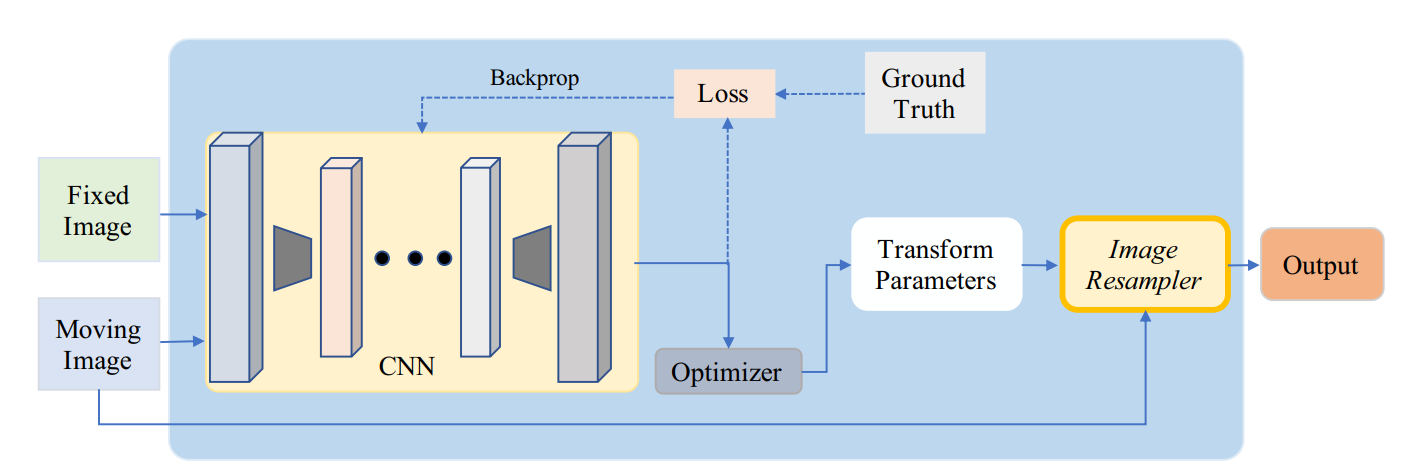 Backprop
Loss
Ground
Truth
Fixed
Image
Moving
Image
CNN
Optimizer
Transform
Parameters
Image
Resampler
Output